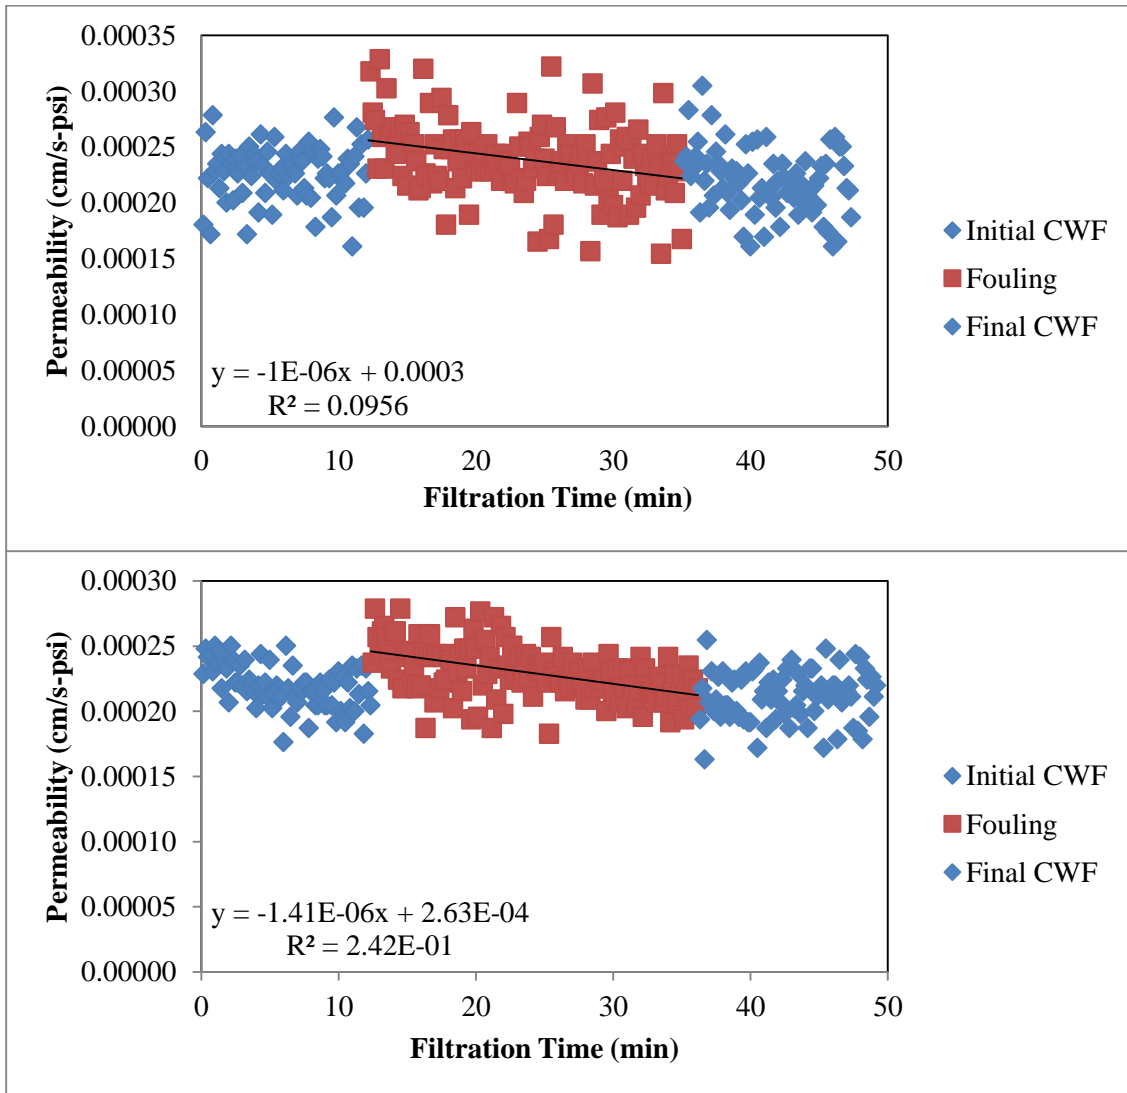 0.00035
0.00030
0.00025
0.00020
0.00015
0.00010
0.00005
0.00000
Permeability (cm/s-psi)
y = -1E-06x + 0.0003
R² = 0.0956
0 10 20 30 40 50
Filtration Time (min)
Initial CWF
Fouling
Final CWF
0.00030
0.00025
0.00020
0.00015
0.00010
0.00005
0.00000
Permeability (cm/s-psi)
y = -1.41E-06x + 2.63E-04
R² = 2.42E-01
0 10 20 30 40 50
Filtration Time (min)
Initial CWF
Fouling
Final CWF